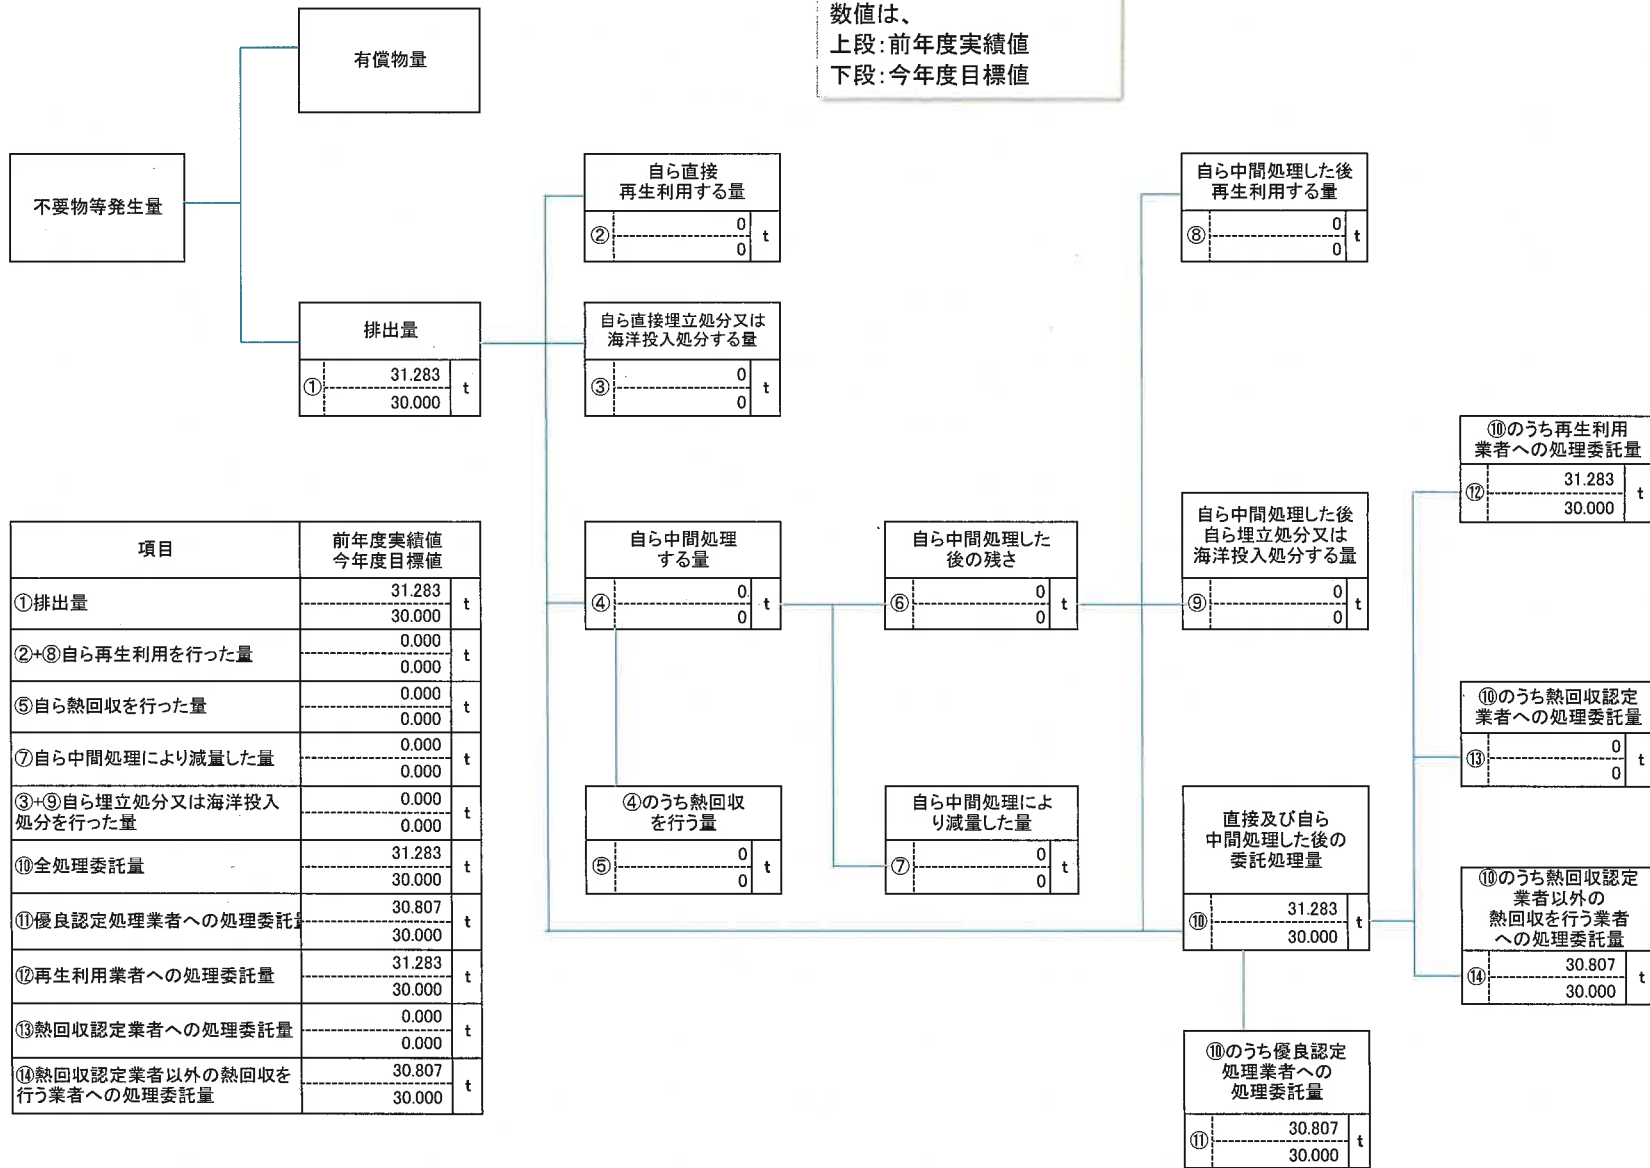 数値は、
上段：前年度実績値
下段：今年度目標値
有償物量
不要物等発生量
排出量
① 31.283 t
30.000
自ら直接
再生利用する量
② 0 t
0
自ら直接埋立処分又は
海洋投入処分する量
③ 0 t
0
自ら中間処理
する量
④ 0 t
0
④のうち熱回収
を行う量
⑤ 0 t
0
自ら中間処理した
後の残さ
⑥ 0 t
0
自ら中間処理によ
り減量した量
⑦ 0 t
0
自ら中間処理した後
再生利用する量
⑧ 0 t
0
自ら中間処理した後
自ら埋立処分又は
海洋投入処分する量
⑨ 0 t
0
直接及び自ら
中間処理した後の
委託処理量
⑩ 31.283 t
30.000
⑩のうち優良認定
処理業者への
処理委託量
⑪ 30.807 t
30.000
⑩のうち再生利用
業者への処理委託量
⑫ 31.283 t
30.000
⑩のうち熱回収認定
業者への処理委託量
⑬ 0 t
0
⑩のうち熱回収認定
業者以外の
熱回収を行う業者
への処理委託量
⑭ 30.807 t
30.000
項目 前年度実績値
今年度目標値
①排出量 31.283 t
30.000
②+⑧自ら再生利用を行った量 0.000 t
0.000
⑤自ら熱回収を行った量 0.000 t
0.000
⑦自ら中間処理により減量した量 0.000 t
0.000
③+⑨自ら埋立処分又は海洋投入
処分を行った量 0.000 t
0.000
⑩全処理委託量 31.283 t
30.000
⑪優良認定処理業者への処理委託 30.807 t
30.000
⑫再生利用業者への処理委託量 31.283 t
30.000
⑬熱回収認定業者への処理委託量 0.000 t
0.000
⑭熱回収認定業者以外の熱回収を
行う業者への処理委託量 30.807 t
30.000